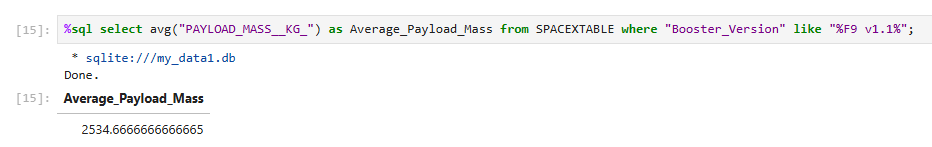 [15]: %sql select avg("PAYLOAD_MASS__KG_") as Average_Payload_Mass from SPACEXTABLE where "Booster_Version" like "%F9 v1.1%";
* sqlite:///my_data1.db
Done.
[15]: Average_Payload_Mass
2534.6666666666665